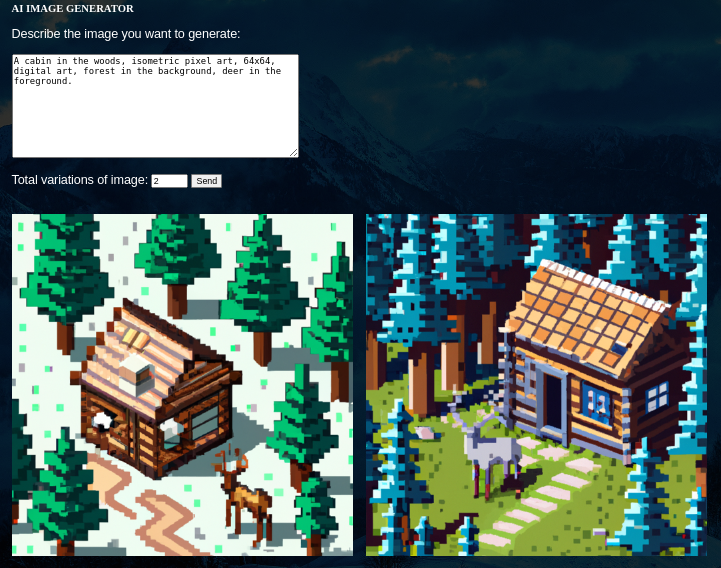 AI IMAGE GENERATOR
Describe the image you want to generate:
A cabin in the woods, isometric pixel art, 64x64,
digital art, forest in the background, deer in the
foreground.
Total variations of image: 2 Send